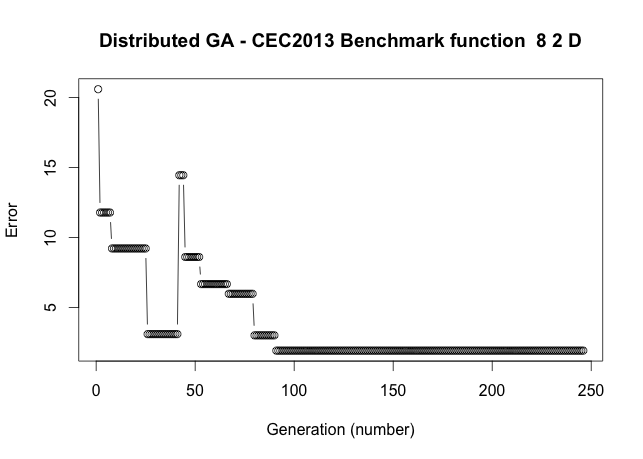 Distributed GA - CEC2013 Benchmark function  8 2 D
20
15
10
5
Error
0 50 100 150 200 250
Generation (number)